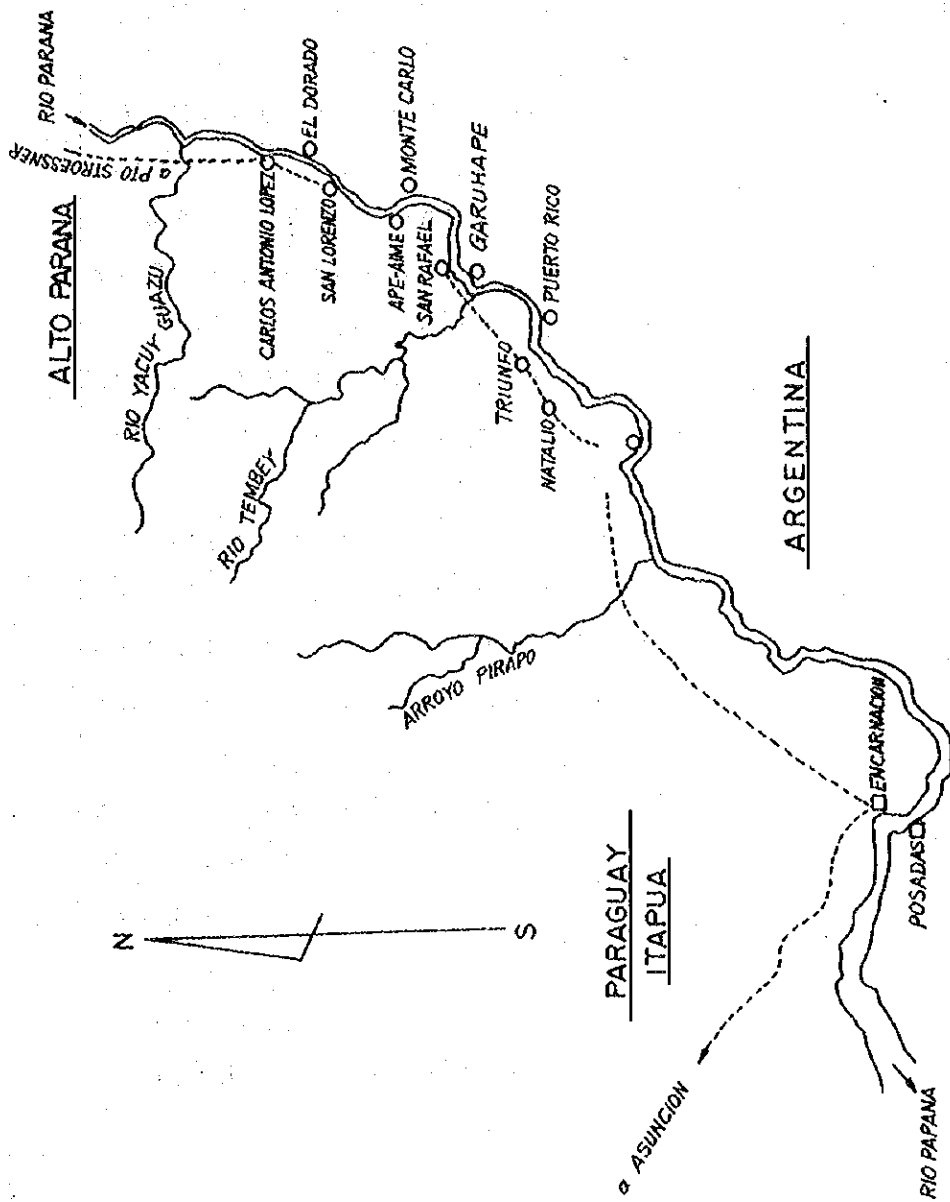 RIO PARANA
a PTO STROESSNER
ALTO PARANA
RIO YACUY GUAZU
CARLOS ANTONIO LOPEZ
EL DORADO
SAN LORENZO
MONTE CARLO
APE-AIME
SAN RAFAEL
GARUHAPE
RIO TEMBEY
PUERTO RICO
TRIUNFO
NATALIO
ARGENTINA
ARROYO PIRAPO
N
S
PARAGUAY
ITAPUA
ENCARNACION
POSADAS
a ASUNCION
RIO PAPANA